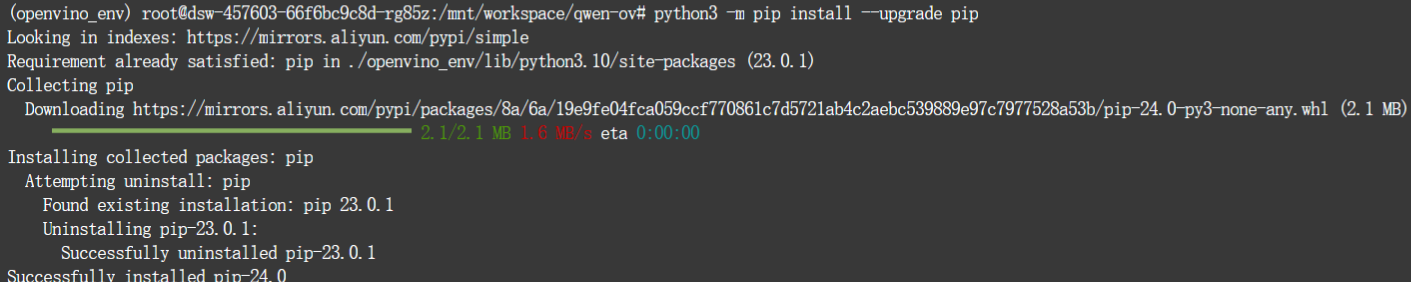 (openvino_env) root@dsw-457603-66f6bc9c8d-rg85z:/mnt/workspace/qwen-ov# python3 -m pip install --upgrade pip
Looking in indexes: https://mirrors.aliyun.com/pypi/simple
Requirement already satisfied: pip in ./openvino_env/lib/python3.10/site-packages (23.0.1)
Collecting pip
Downloading https://mirrors.aliyun.com/pypi/packages/8a/6a/19e9fe04fca059ccf770861c7d5721ab4c2aebc539889e97c7977528a53b/pip-24.0-py3-none-any.whl (2.1 MB)
2.1/2.1 MB 1.6 MB/s eta 0:00:00
Installing collected packages: pip
Attempting uninstall: pip
Found existing installation: pip 23.0.1
Uninstalling pip-23.0.1:
Successfully uninstalled pip-23.0.1
Successfully installed pip-24.0